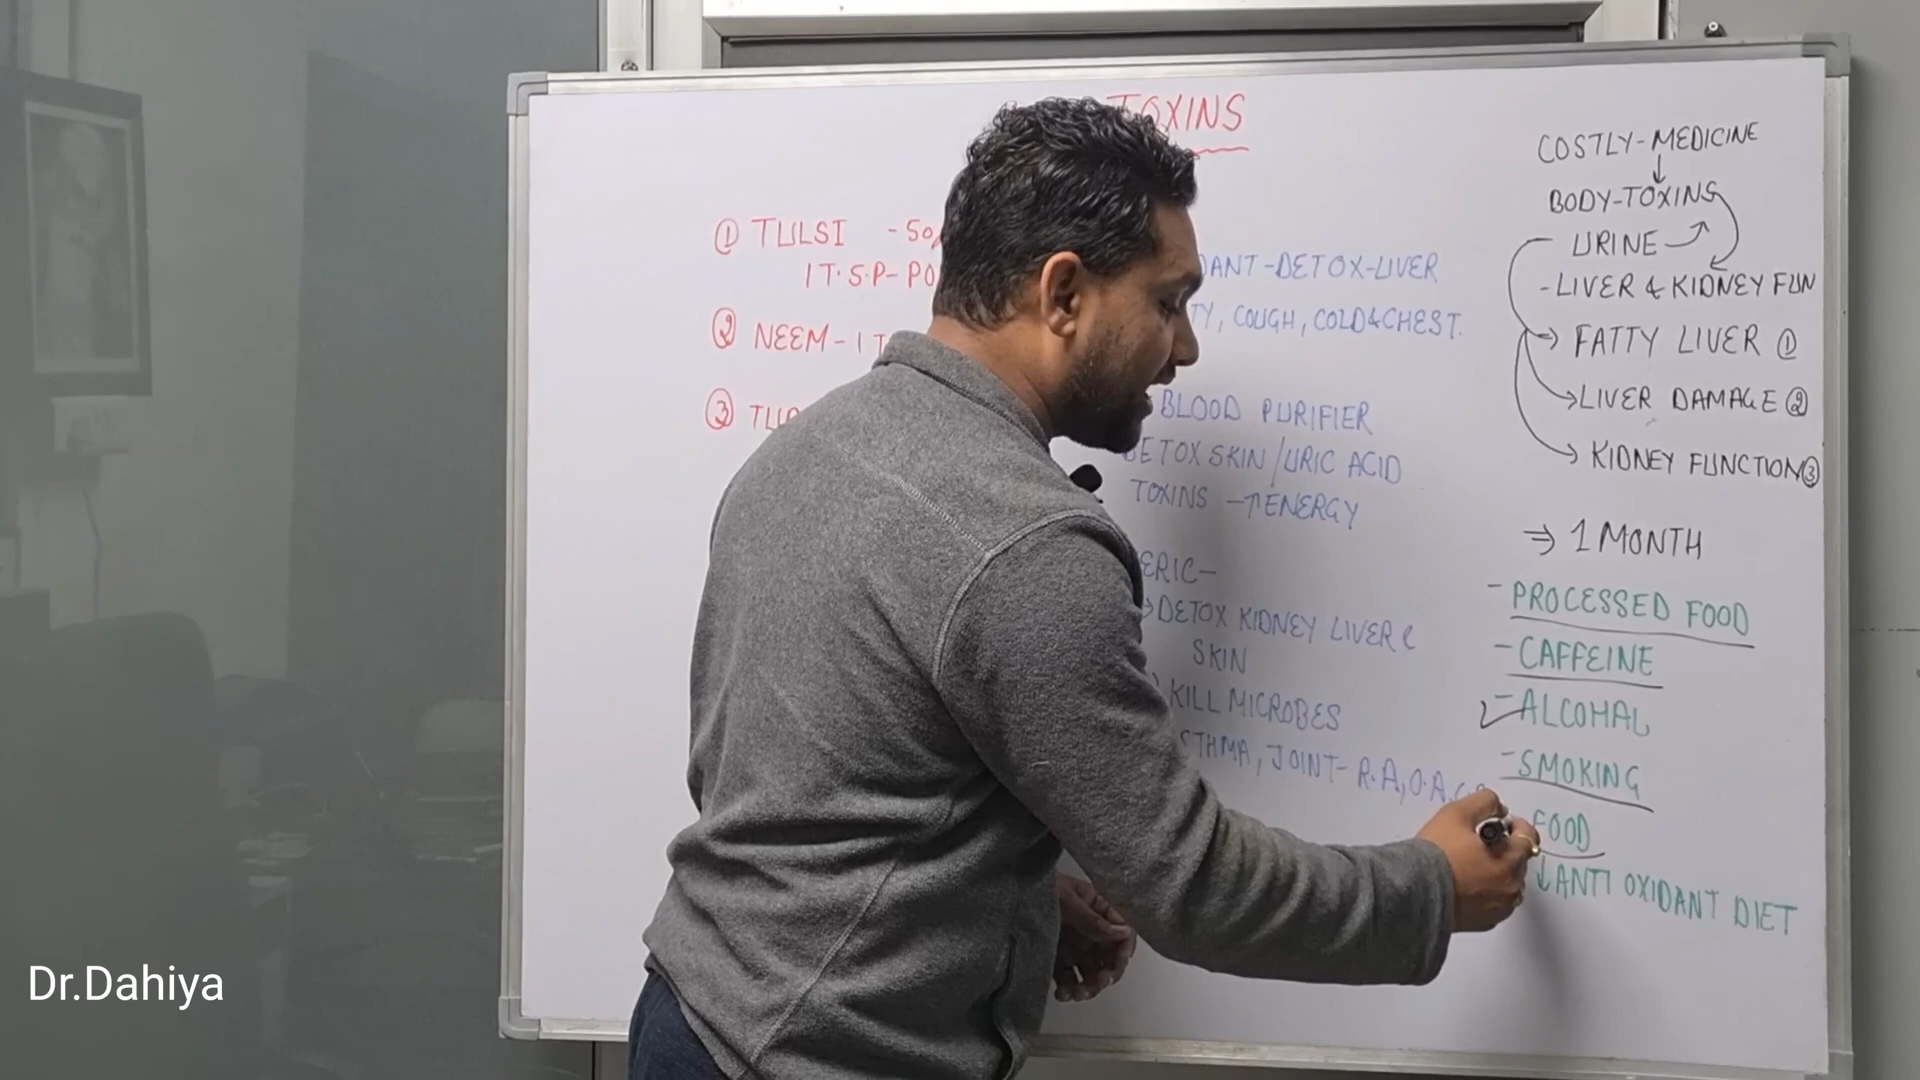 TOXINS
① TULSI - 50
1 T.S.P- PO
② NEEM - 1 T
③
DANT - DETOX - LIVER
TY, COUGH, COLD & CHEST.
BLOOD PURIFIER
DETOX SKIN / URIC ACID
TOXINS - ↑ ENERGY
ERIC -
→ DETOX KIDNEY LIVER &
SKIN
KILL MICROBES
STHMA, JOINT - R.A, O.A,
COSTLY - MEDICINE
↓
BODY - TOXINS
URINE
- LIVER & KIDNEY FUN
→ FATTY LIVER ①
→ LIVER DAMAGE ②
→ KIDNEY FUNCTION ③
⇒ 1 MONTH
- PROCESSED FOOD
- CAFFEINE
- ALCOHAL
- SMOKING
FOOD
↓ ANTI OXIDANT DIET
Dr.Dahiya